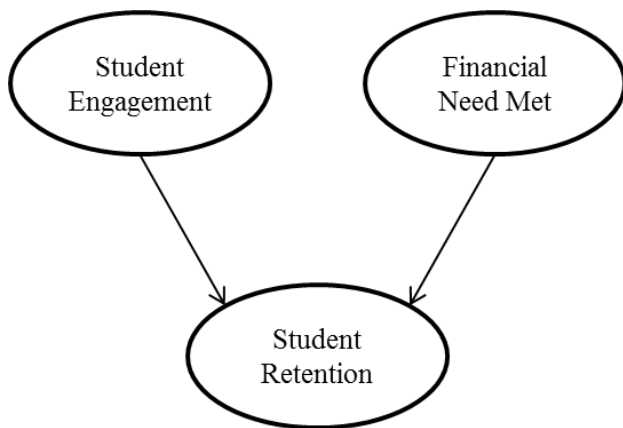 Student
Engagement
Financial
Need Met
Student
Retention